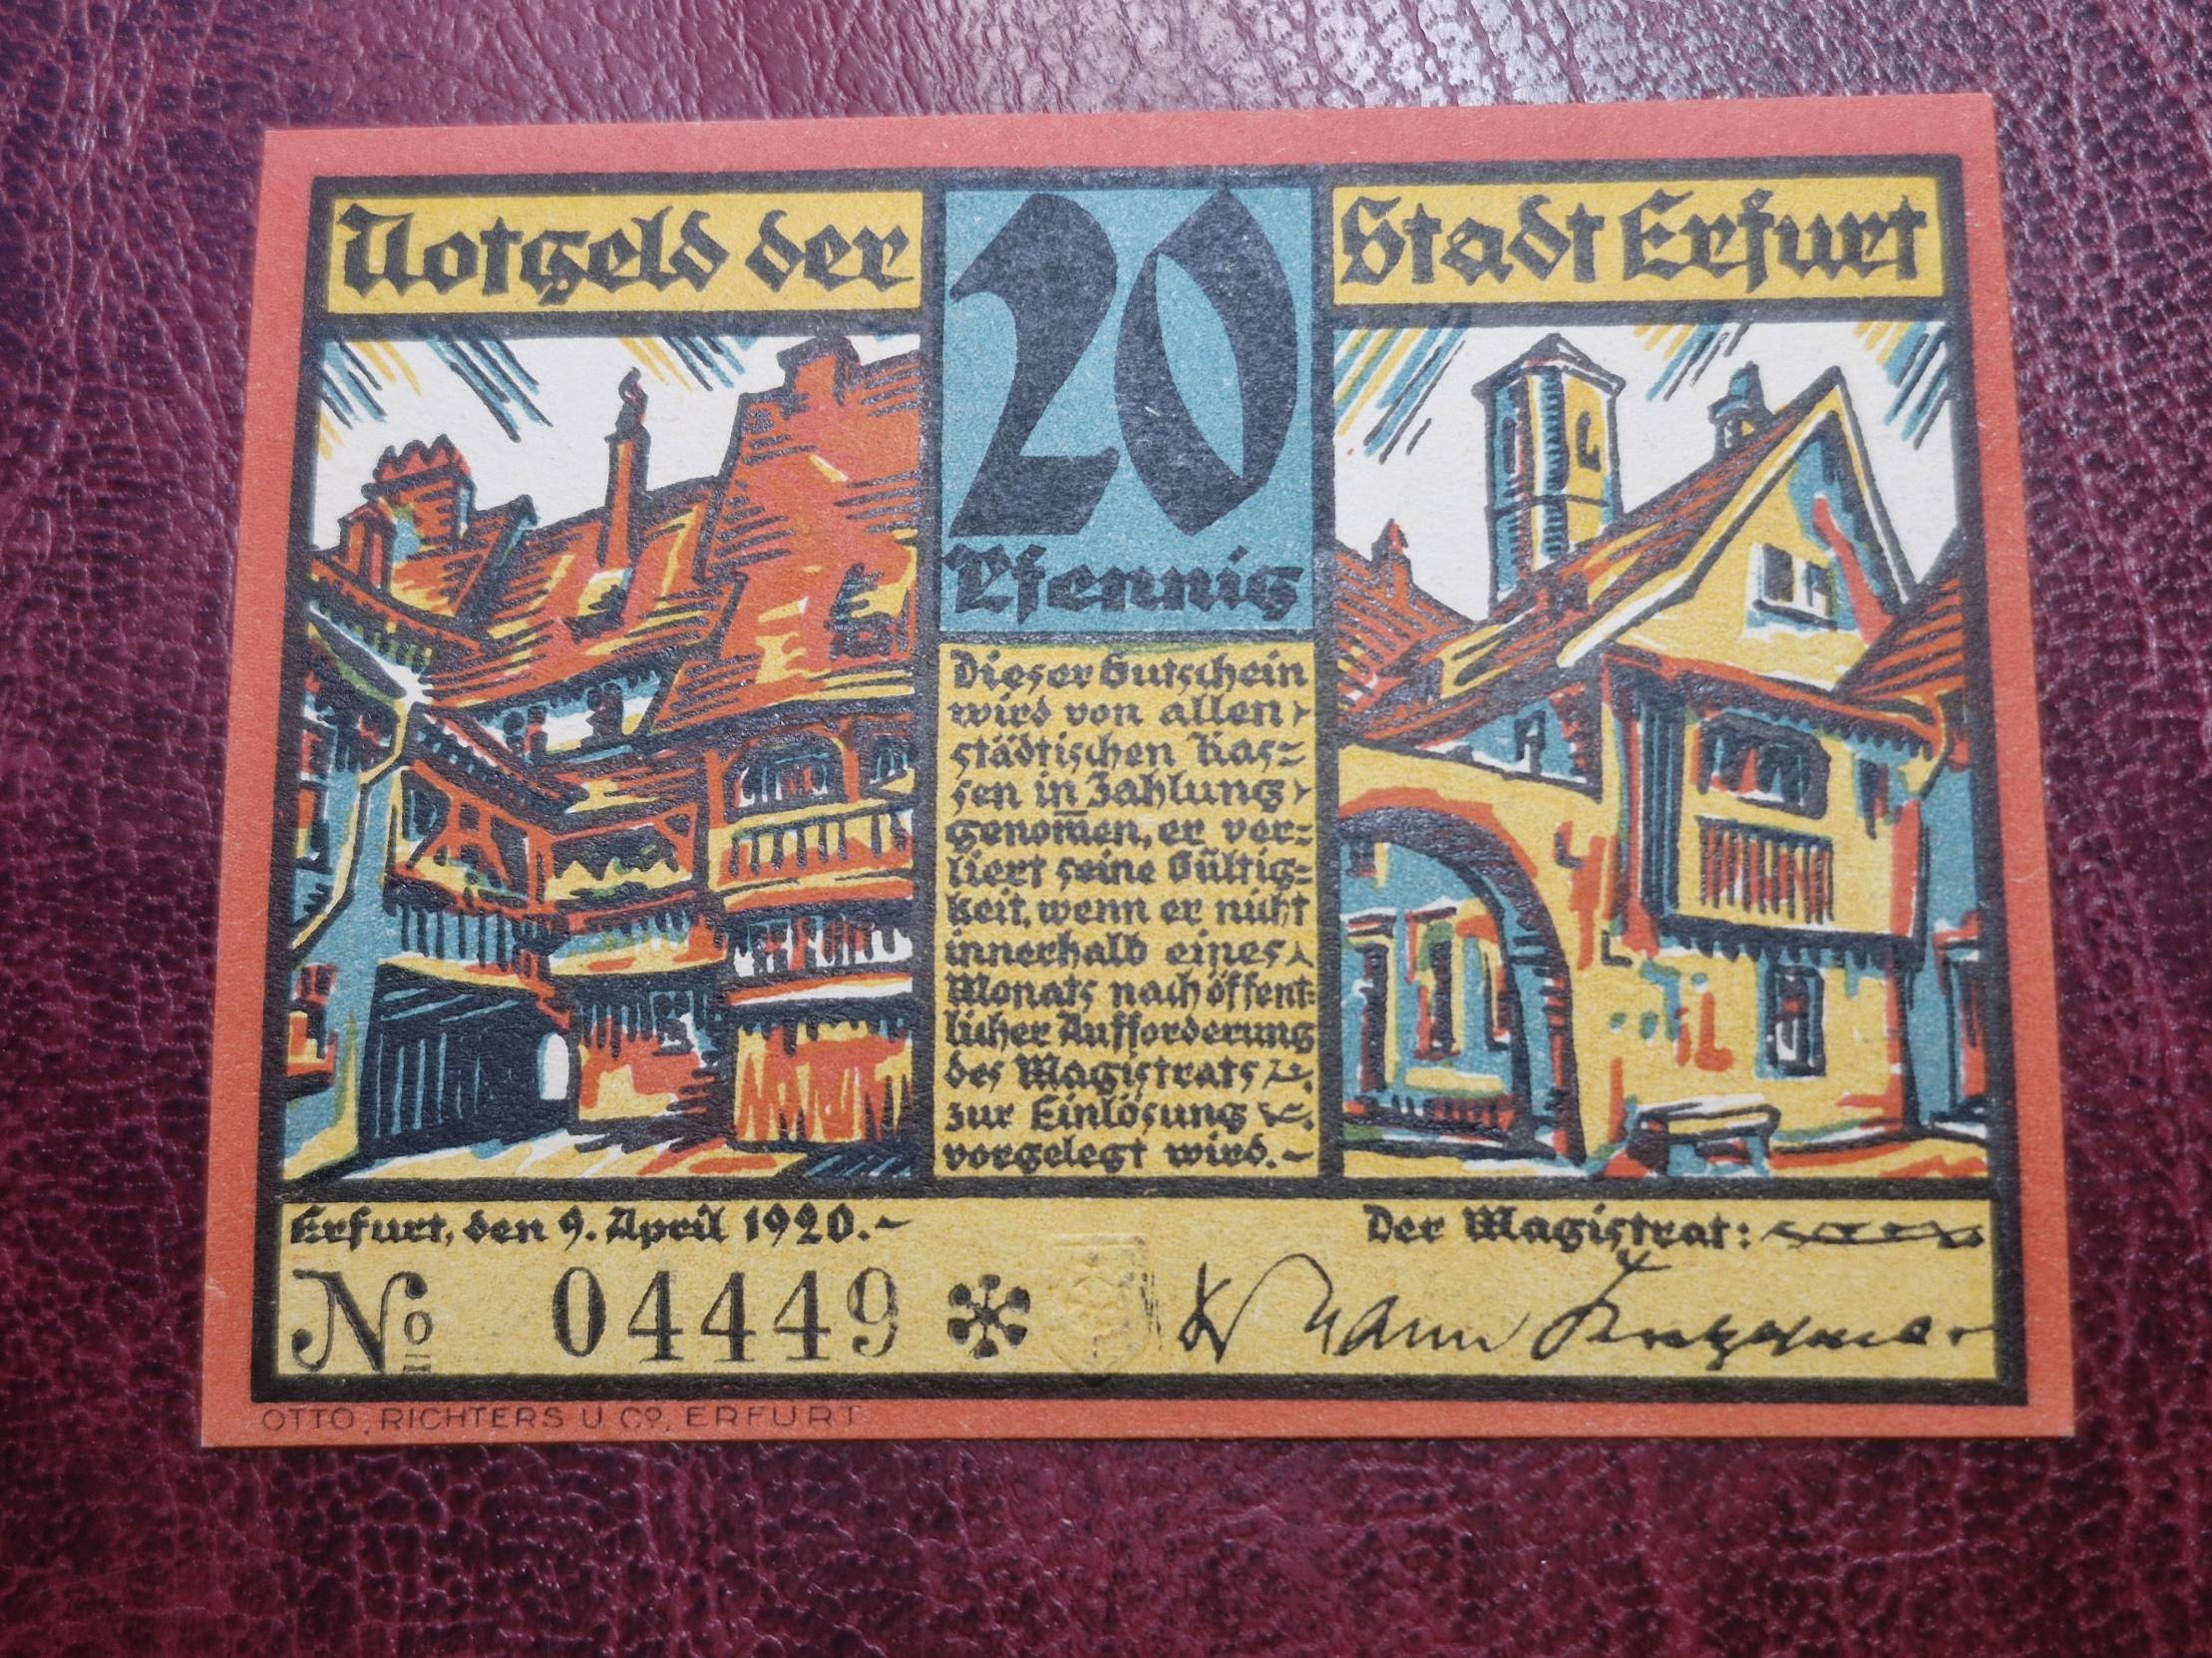 Notgeld der
20
Stadt Erfurt
Pfennig
Dieser Gutschein
wird von allen
städtischen Kas=
sen in Zahlung
genom̄en, er ver=
liert seine Gültig=
keit, wenn er nicht
innerhalb eines
Monats nach öffent=
licher Aufforderung
des Magistrats
zur Einlösung
vorgelegt wird.
Erfurt, den 9. April 1920.
Der Magistrat:
No 04449
OTTO RICHTERS U Co, ERFURT